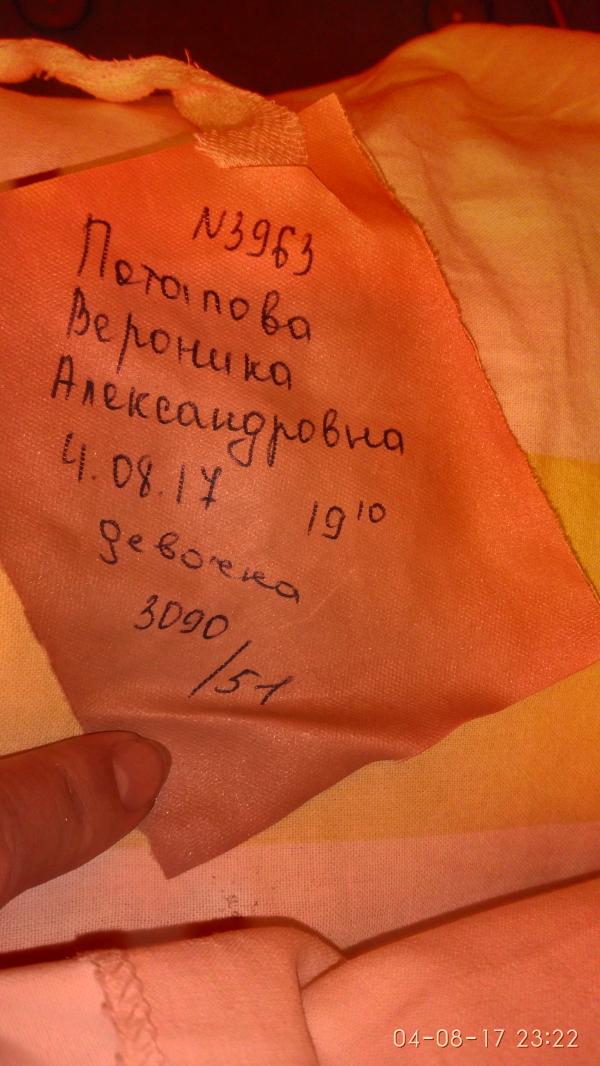 N3963
Потапова
Вероника
Александровна
4.08.17 19¹⁰
девочка
3090
/51
04-08-17 23:22